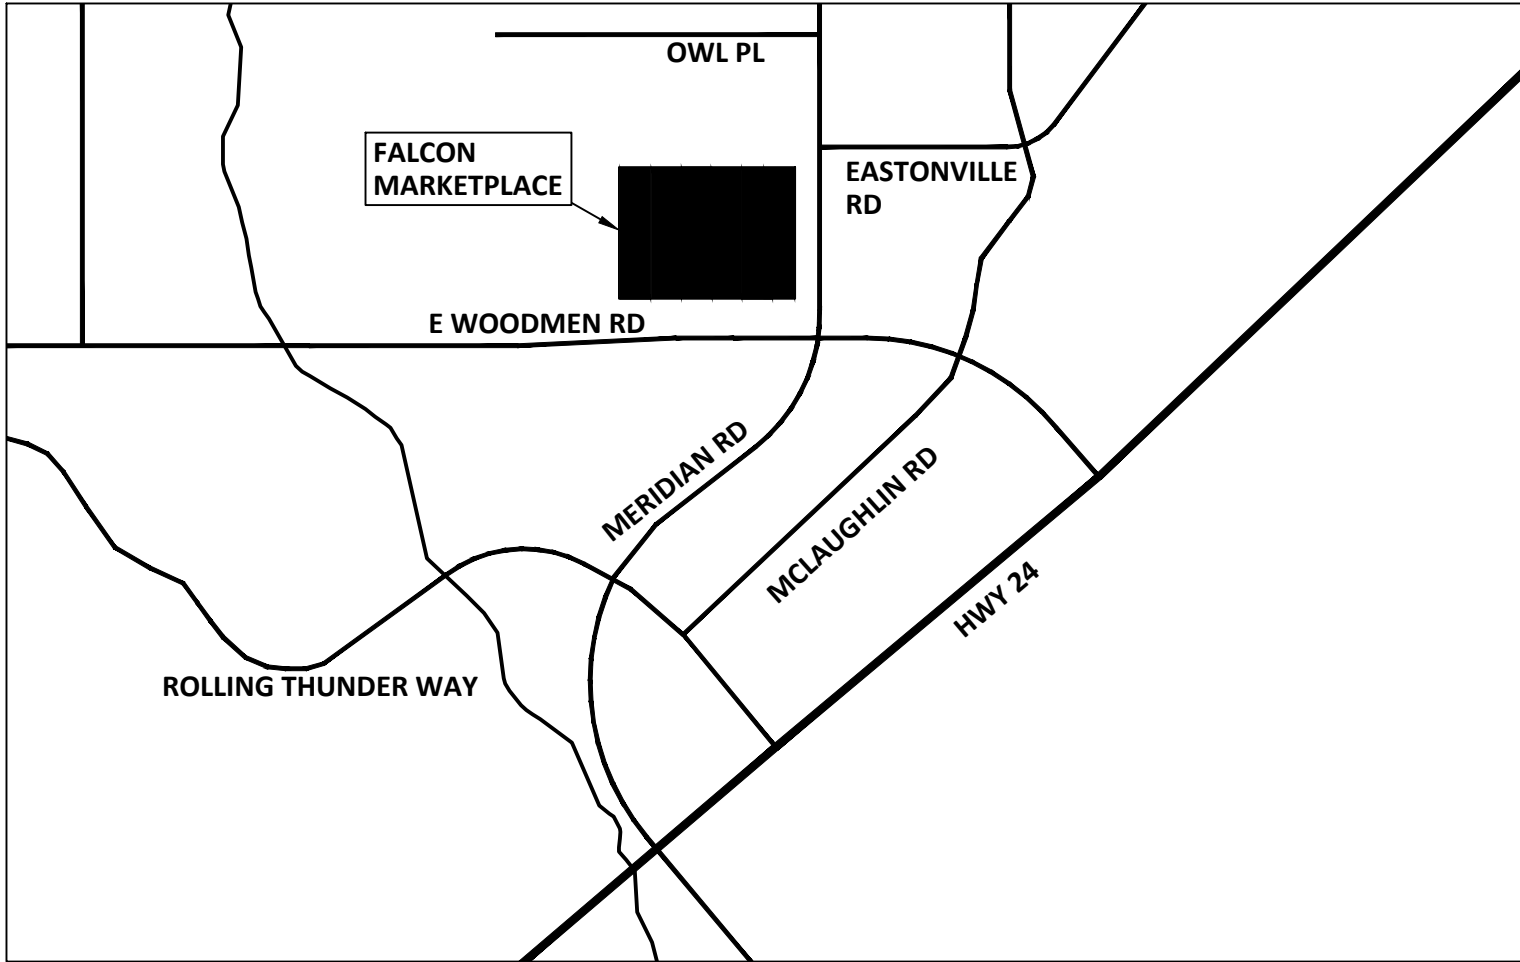 OWL PL
FALCON
MARKETPLACE
EASTONVILLE
RD
E WOODMEN RD
MERIDIAN RD
MCLAUGHLIN RD
HWY 24
ROLLING THUNDER WAY